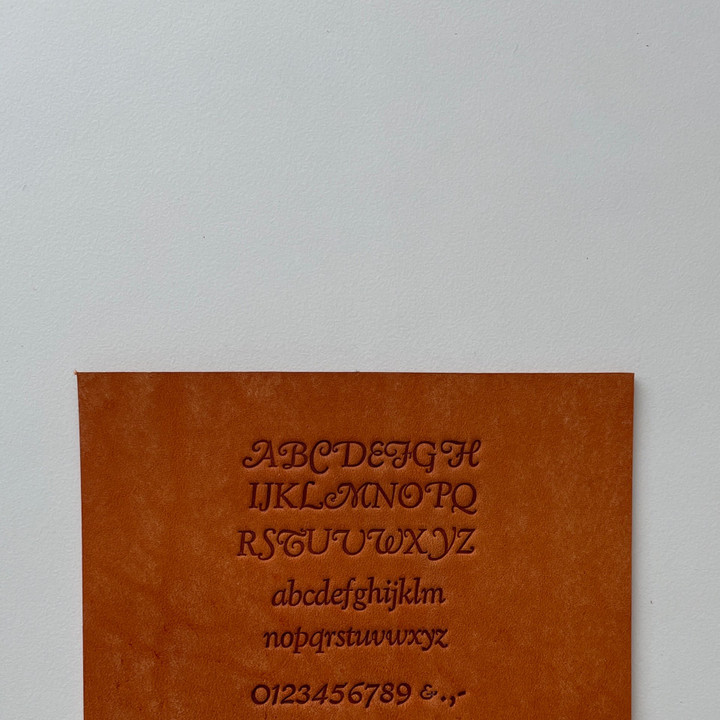 ABCDEFGH
IJKLMNOPQ
RSTUVWXYZ
abcdefghijklm
nopqrstuvwxyz
0123456789 & . , -